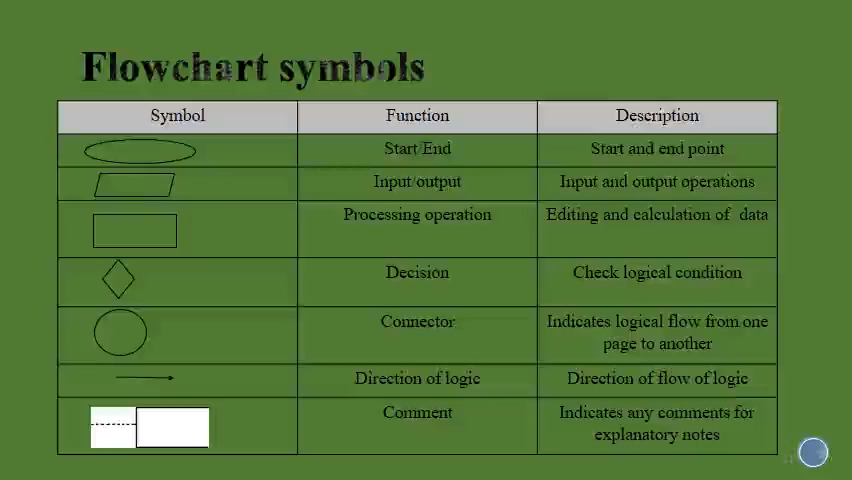 Flowchart symbols
Symbol Function Description
Start/End Start and end point
Input/output Input and output operations
Processing operation Editing and calculation of data
Decision Check logical condition
Connector Indicates logical flow from one
page to another
Direction of logic Direction of flow of logic
Comment Indicates any comments for
explanatory notes